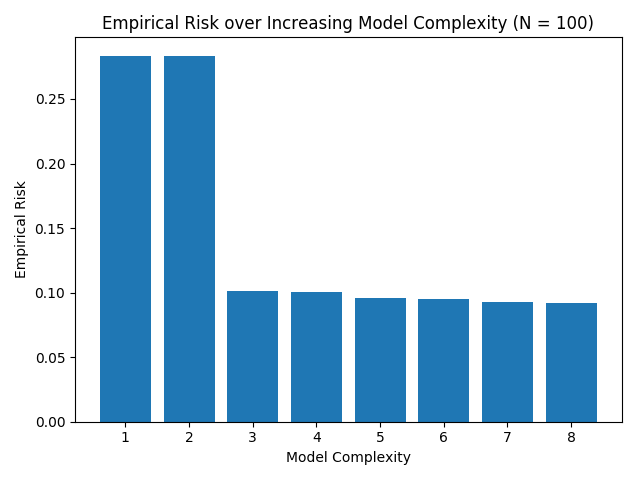 Empirical Risk over Increasing Model Complexity (N = 100)
Empirical Risk
0.25
0.20
0.15
0.10
0.05
0.00
1 2 3 4 5 6 7 8
Model Complexity